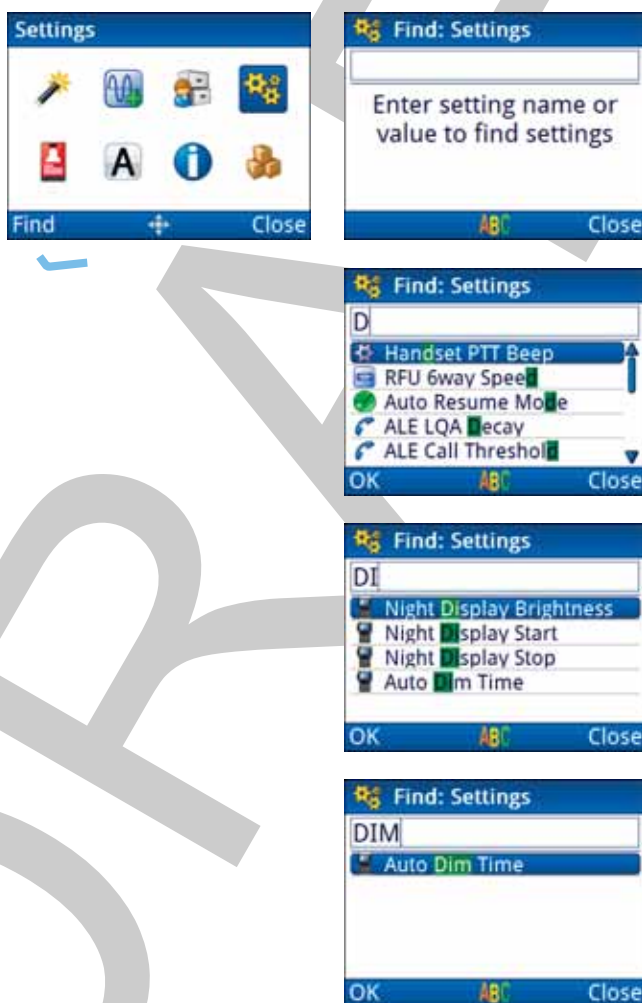 Settings
A
Find
Close
Find: Settings
Enter setting name or
value to find settings
ABC
Close
Find: Settings
D
Handset PTT Beep
RFU 6way Speed
Auto Resume Mode
ALE LQA Decay
ALE Call Threshold
OK
ABC
Close
Find: Settings
DI
Night Display Brightness
Night Display Start
Night Display Stop
Auto Dim Time
OK
ABC
Close
Find: Settings
DIM
Auto Dim Time
OK
ABC
Close